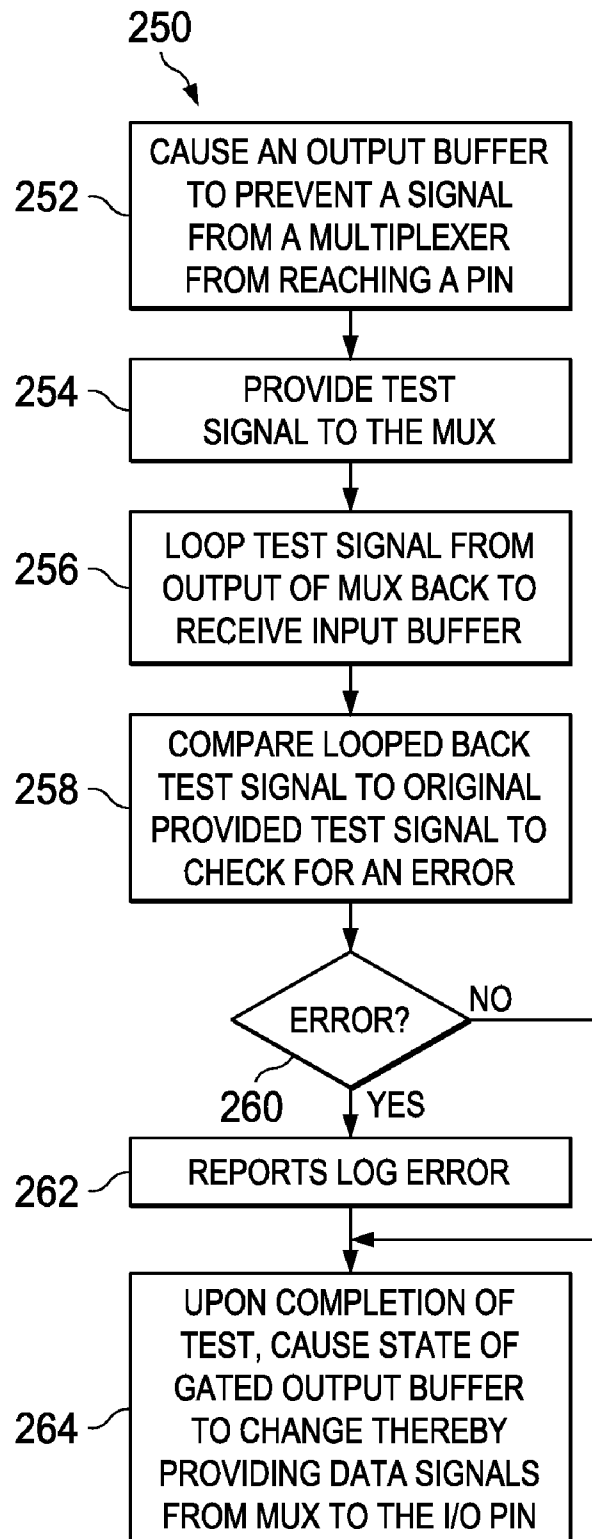 250
252
CAUSE AN OUTPUT BUFFER
TO PREVENT A SIGNAL
FROM A MULTIPLEXER
FROM REACHING A PIN
254
PROVIDE TEST
SIGNAL TO THE MUX
256
LOOP TEST SIGNAL FROM
OUTPUT OF MUX BACK TO
RECEIVE INPUT BUFFER
258
COMPARE LOOPED BACK
TEST SIGNAL TO ORIGINAL
PROVIDED TEST SIGNAL TO
CHECK FOR AN ERROR
ERROR?
NO
260
YES
262
REPORTS LOG ERROR
264
UPON COMPLETION OF
TEST, CAUSE STATE OF
GATED OUTPUT BUFFER
TO CHANGE THEREBY
PROVIDING DATA SIGNALS
FROM MUX TO THE I/O PIN